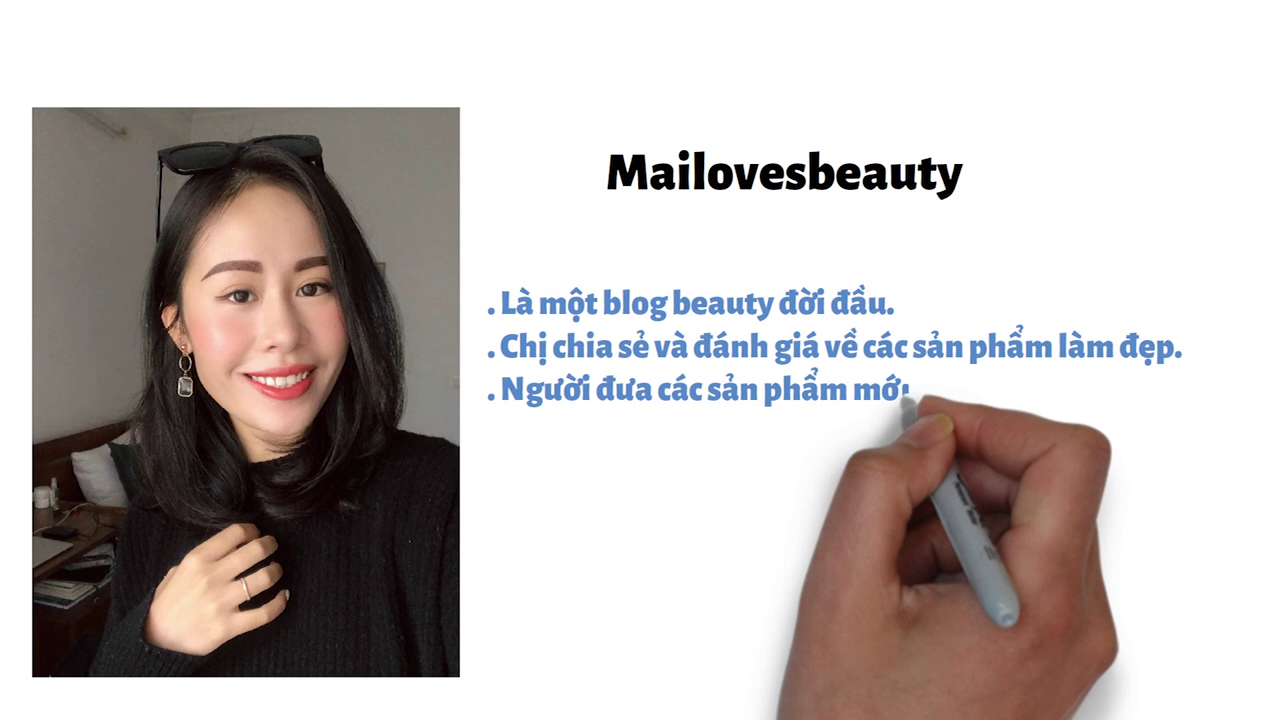 Mailovesbeauty
. Là một blog beauty đời đầu.
. Chị chia sẻ và đánh giá về các sản phẩm làm đẹp.
. Người đưa các sản phẩm mới